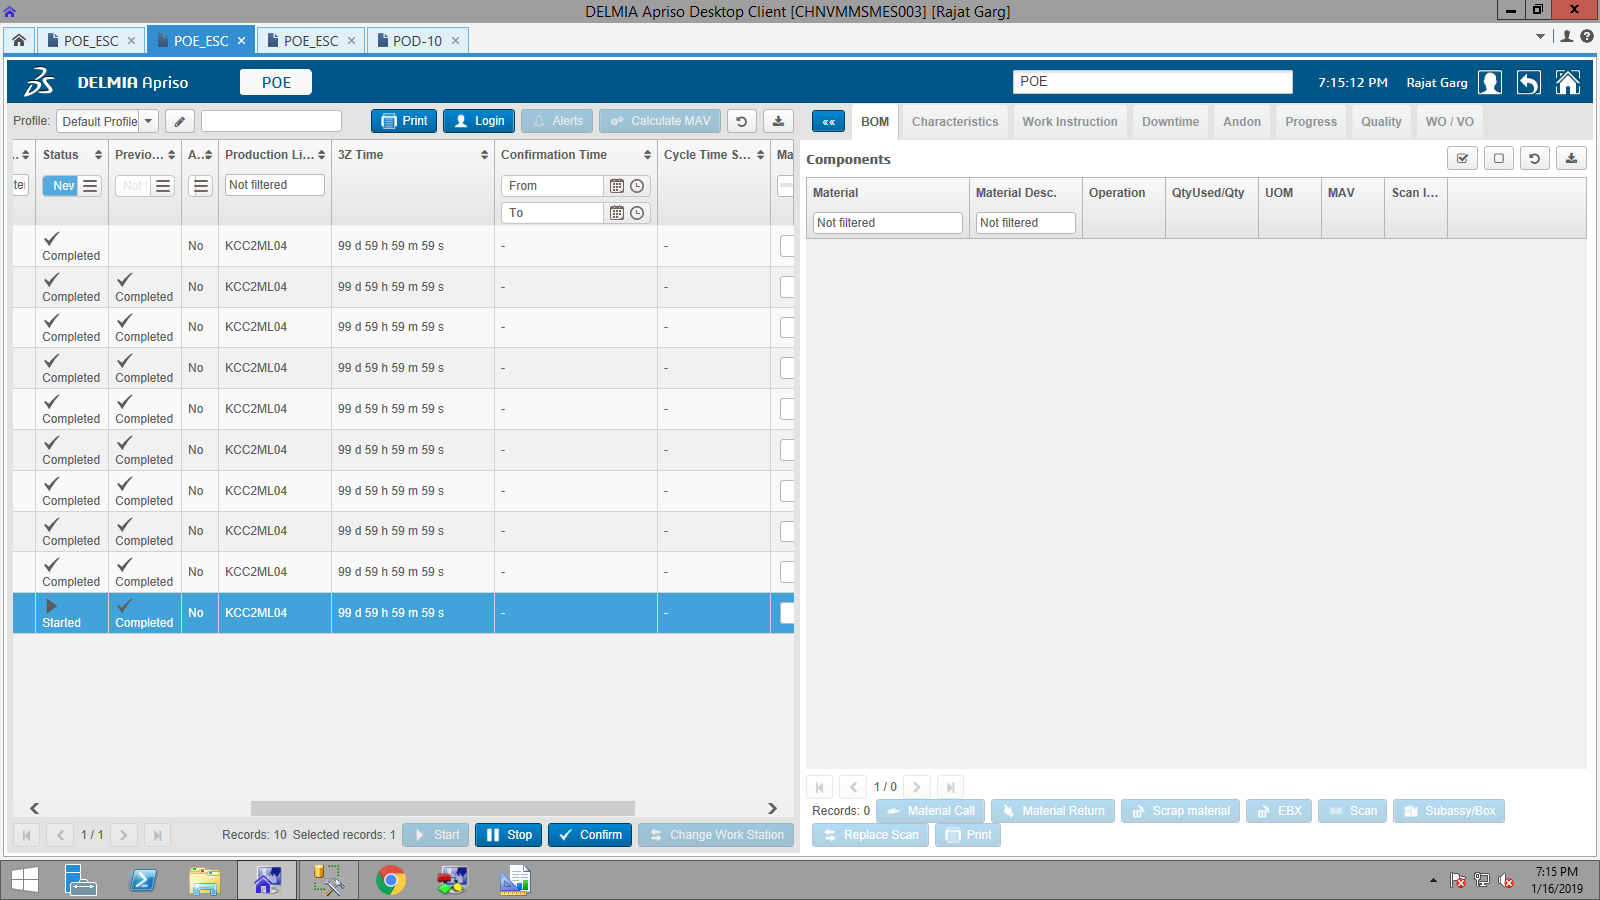 DELMIA Apriso Desktop Client [CHNVMMSMES003] [Rajat Garg]
POE_ESC POE_ESC POE_ESC POD-10
DELMIA Apriso POE POE 7:15:12 PM Rajat Garg
Profile: Default Profile Print Login Alerts Calculate MAV
BOM Characteristics Work Instruction Downtime Andon Progress Quality WO / VO
Components
.. Status Previo... A... Production Li... 3Z Time Confirmation Time Cycle Time S... Ma
New Not filtered From
To
Completed No KCC2ML04 99 d 59 h 59 m 59 s - -
Completed Completed No KCC2ML04 99 d 59 h 59 m 59 s - -
Completed Completed No KCC2ML04 99 d 59 h 59 m 59 s - -
Completed Completed No KCC2ML04 99 d 59 h 59 m 59 s - -
Completed Completed No KCC2ML04 99 d 59 h 59 m 59 s - -
Completed Completed No KCC2ML04 99 d 59 h 59 m 59 s - -
Completed Completed No KCC2ML04 99 d 59 h 59 m 59 s - -
Completed Completed No KCC2ML04 99 d 59 h 59 m 59 s - -
Completed Completed No KCC2ML04 99 d 59 h 59 m 59 s - -
Started Completed No KCC2ML04 99 d 59 h 59 m 59 s - -
1 / 1 Records: 10 Selected records: 1 Start Stop Confirm Change Work Station
Material Material Desc. Operation QtyUsed/Qty UOM MAV Scan I...
Not filtered Not filtered
1 / 0
Records: 0 Material Call Material Return Scrap material EBX Scan Subassy/Box
Replace Scan Print
7:15 PM
1/16/2019